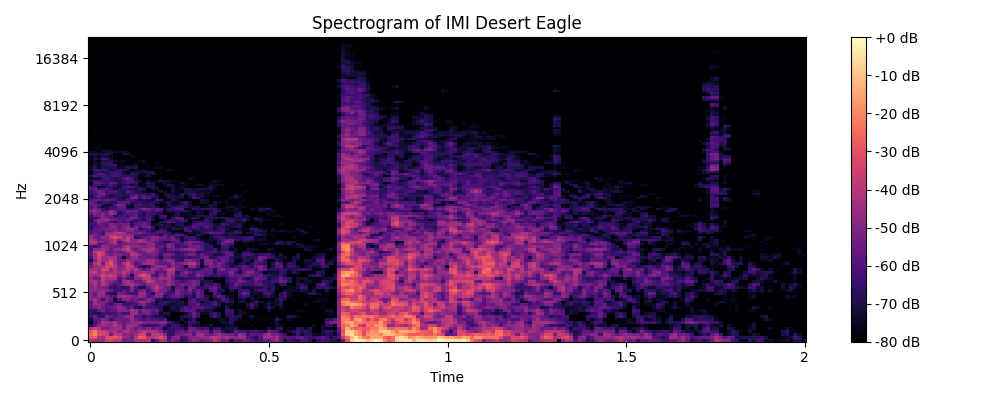 Spectrogram of IMI Desert Eagle
16384
8192
4096
2048
1024
512
0
Hz
0
0.5
1
1.5
2
Time
+0 dB
-10 dB
-20 dB
-30 dB
-40 dB
-50 dB
-60 dB
-70 dB
-80 dB